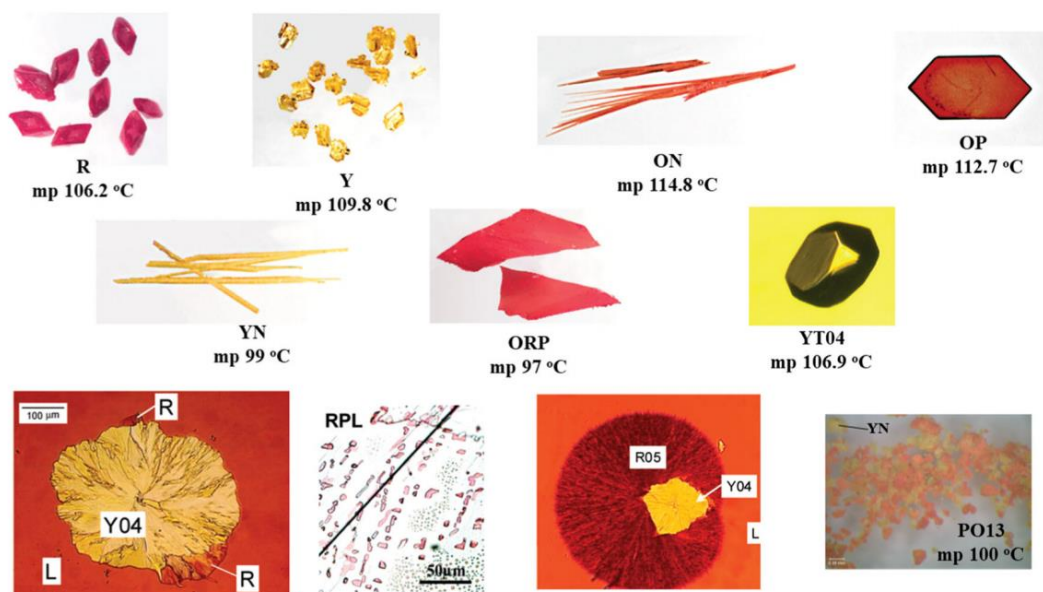 R
mp 106.2 °C
Y
mp 109.8 °C
ON
mp 114.8 °C
OP
mp 112.7 °C
YN
mp 99 °C
ORP
mp 97 °C
YT04
mp 106.9 °C
100 µm
R
Y04
L
R
RPL
50µm
R05
Y04
L
YN
PO13
mp 100 °C